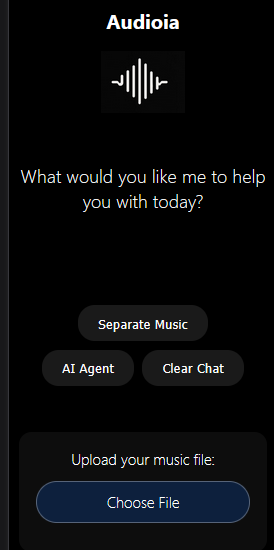 Audioia
What would you like me to help
you with today?
Separate Music
AI Agent
Clear Chat
Upload your music file:
Choose File